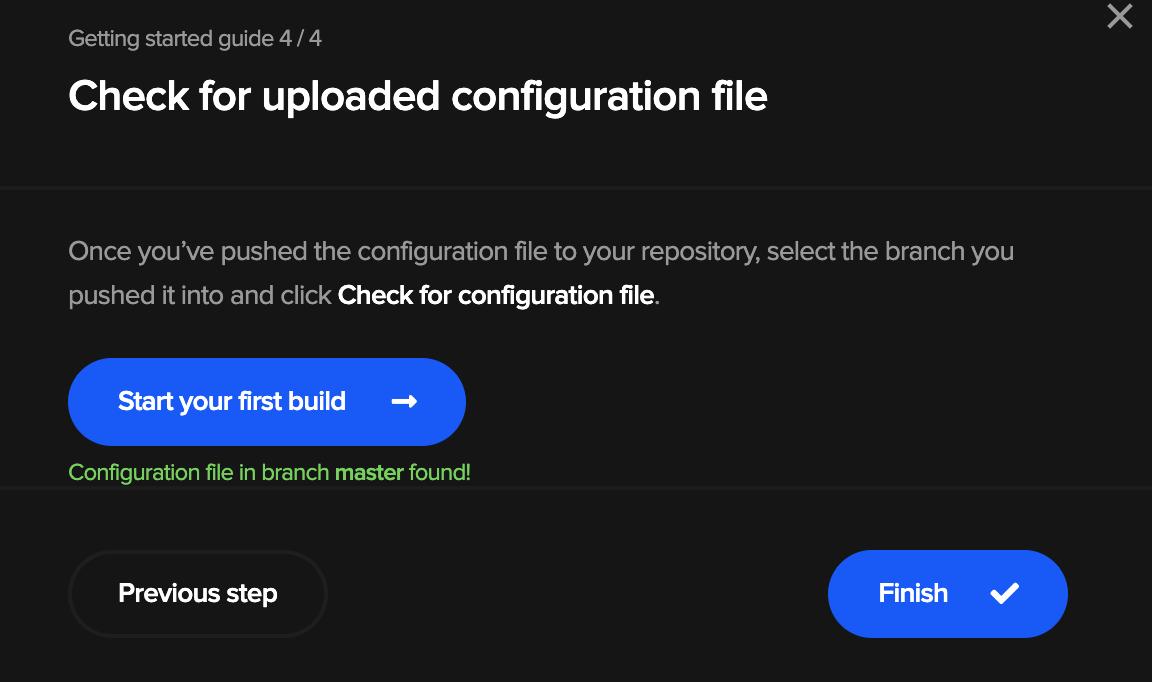 Getting started guide 4 / 4
Check for uploaded configuration file
Once you’ve pushed the configuration file to your repository, select the branch you
pushed it into and click Check for configuration file.
Start your first build
Configuration file in branch master found!
Previous step
Finish